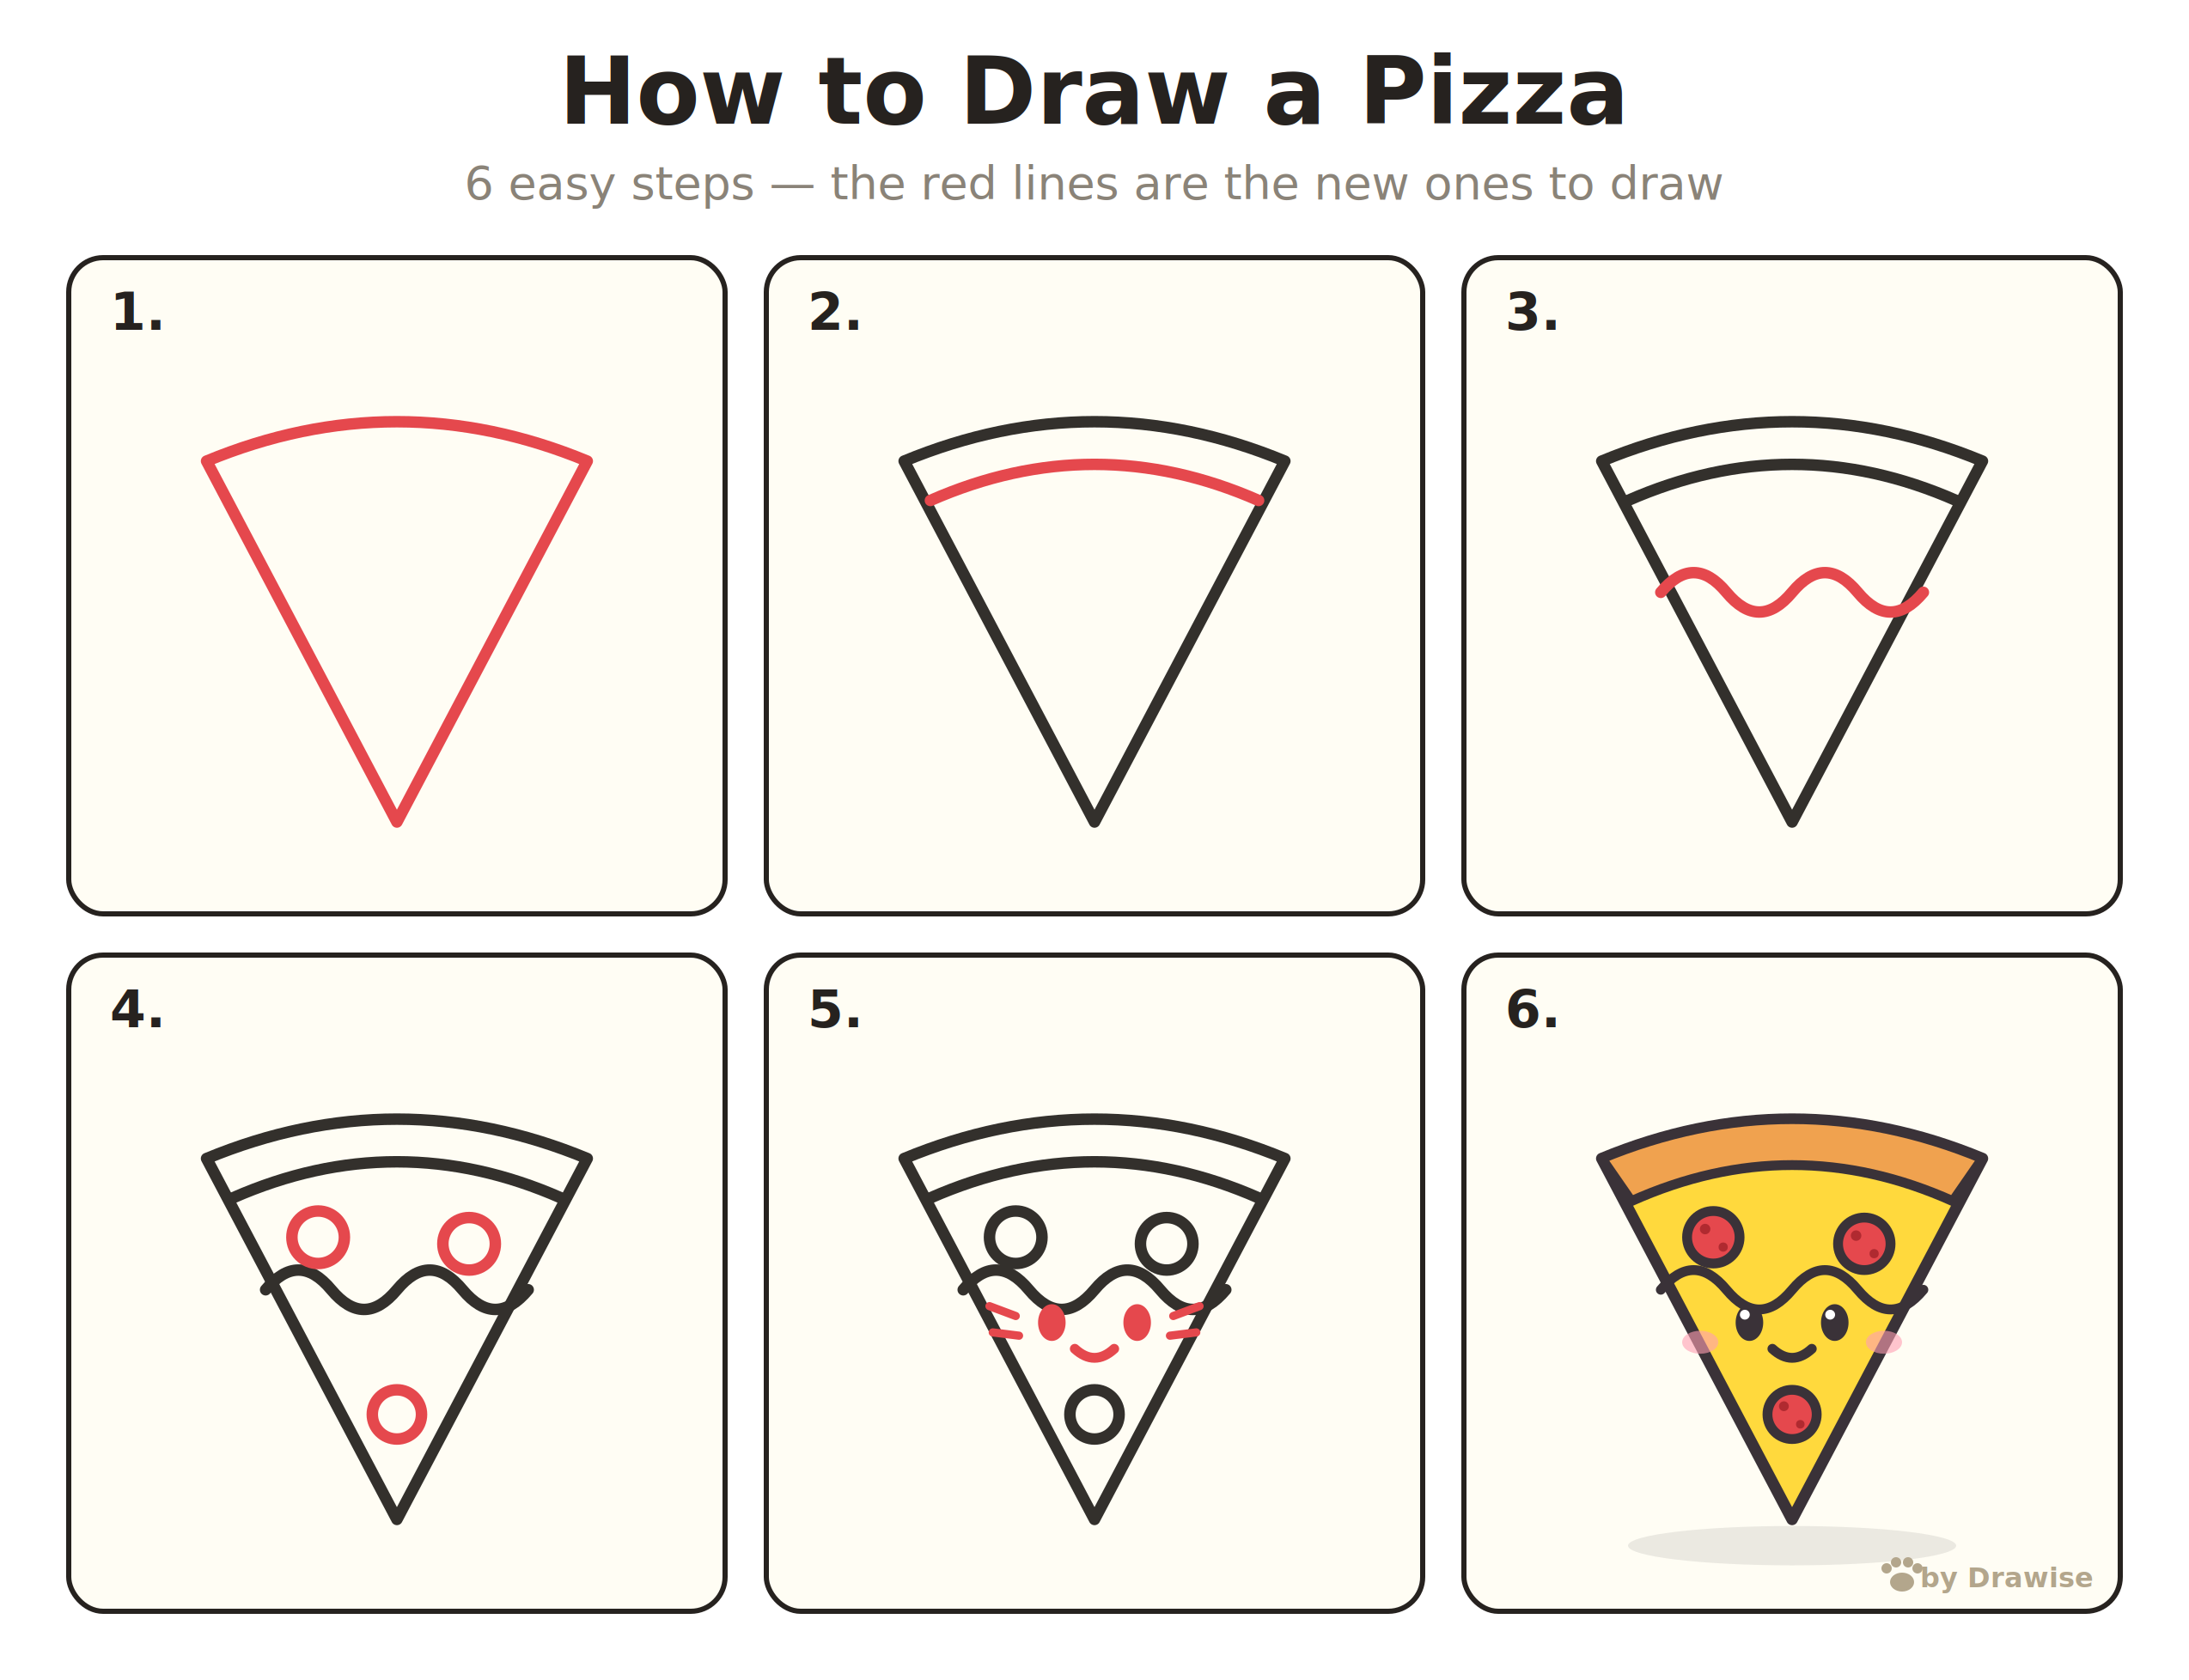 How to Draw a Pizza
6 easy steps — the red lines are the new ones to draw
1.
2.
3.
4.
5.
6.
by Drawise